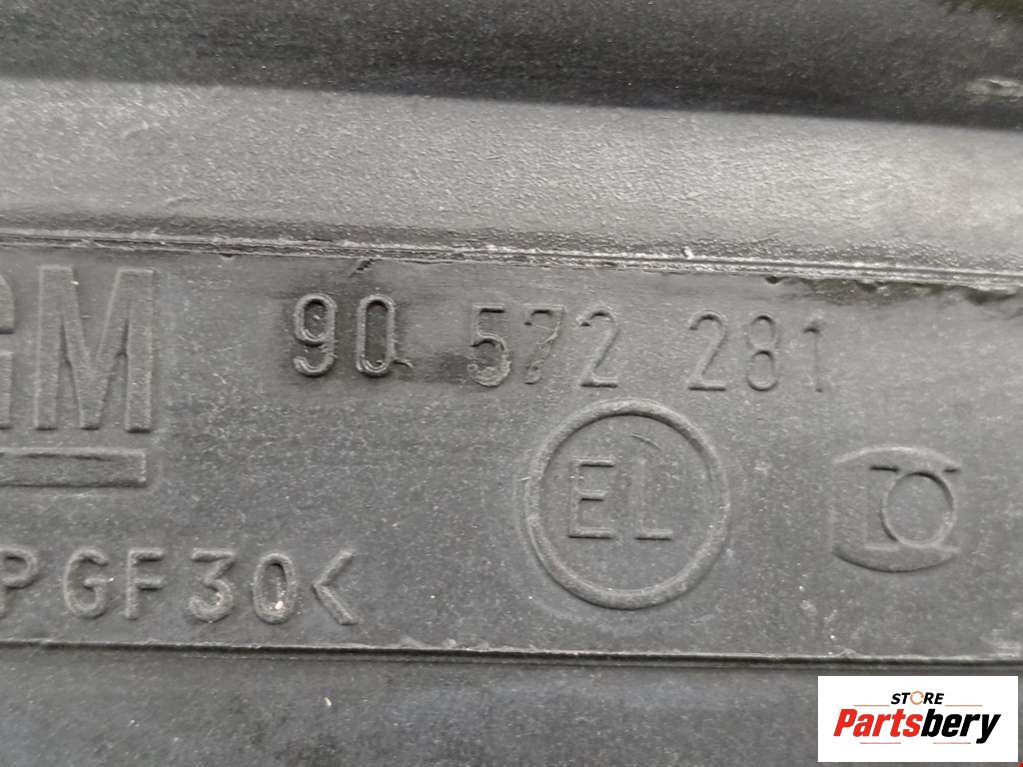 GM 90 572 281
EL
PGF30<
STORE
Partsbery